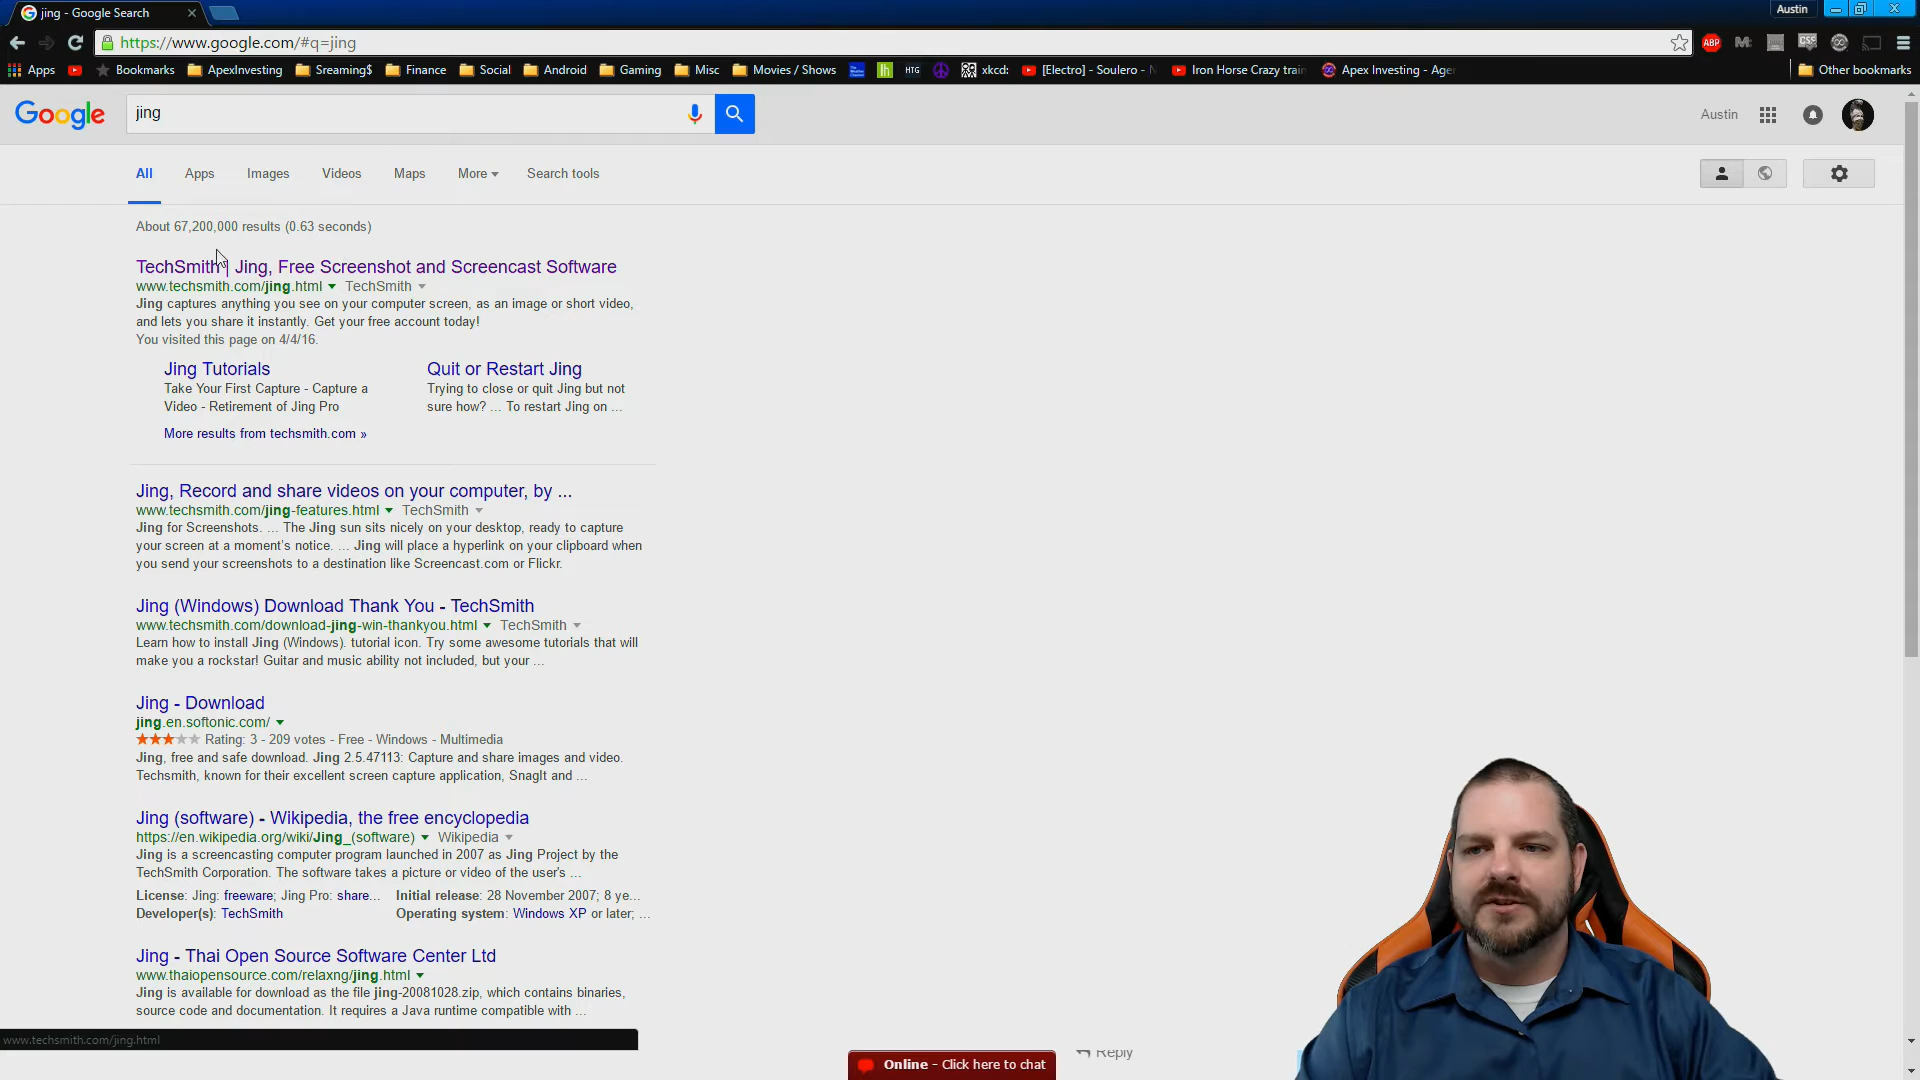 jing - Google Search
Austin
https://www.google.com/#q=jing
ABP
Apps
Bookmarks
ApexInvesting
Sreaming$
Finance
Social
Android
Gaming
Misc
Movies / Shows
HTG
xkcd:
[Electro] - Soulero - N
Iron Horse Crazy train
Apex Investing - Ager
Other bookmarks
Google
jing
Austin
All
Apps
Images
Videos
Maps
More
Search tools
About 67,200,000 results (0.63 seconds)
TechSmith | Jing, Free Screenshot and Screencast Software
www.techsmith.com/jing.html TechSmith
Jing captures anything you see on your computer screen, as an image or short video,
and lets you share it instantly. Get your free account today!
You visited this page on 4/4/16.
Jing Tutorials
Take Your First Capture - Capture a
Video - Retirement of Jing Pro
Quit or Restart Jing
Trying to close or quit Jing but not
sure how? ... To restart Jing on ...
More results from techsmith.com »
Jing, Record and share videos on your computer, by ...
www.techsmith.com/jing-features.html TechSmith
Jing for Screenshots. ... The Jing sun sits nicely on your desktop, ready to capture
your screen at a moment's notice. ... Jing will place a hyperlink on your clipboard when
you send your screenshots to a destination like Screencast.com or Flickr.
Jing (Windows) Download Thank You - TechSmith
www.techsmith.com/download-jing-win-thankyou.html TechSmith
Learn how to install Jing (Windows). tutorial icon. Try some awesome tutorials that will
make you a rockstar! Guitar and music ability not included, but your ...
Jing - Download
jing.en.softonic.com/
Rating: 3 - 209 votes - Free - Windows - Multimedia
Jing, free and safe download. Jing 2.5.47113: Capture and share images and video.
Techsmith, known for their excellent screen capture application, SnagIt and ...
Jing (software) - Wikipedia, the free encyclopedia
https://en.wikipedia.org/wiki/Jing_(software) Wikipedia
Jing is a screencasting computer program launched in 2007 as Jing Project by the
TechSmith Corporation. The software takes a picture or video of the user's ...
License: Jing: freeware; Jing Pro: share... Initial release: 28 November 2007; 8 ye...
Developer(s): TechSmith Operating system: Windows XP or later; ...
Jing - Thai Open Source Software Center Ltd
www.thaiopensource.com/relaxng/jing.html
Jing is available for download as the file jing-20081028.zip, which contains binaries,
source code and documentation. It requires a Java runtime compatible with ...
www.techsmith.com/jing.html
Reply
Online - Click here to chat